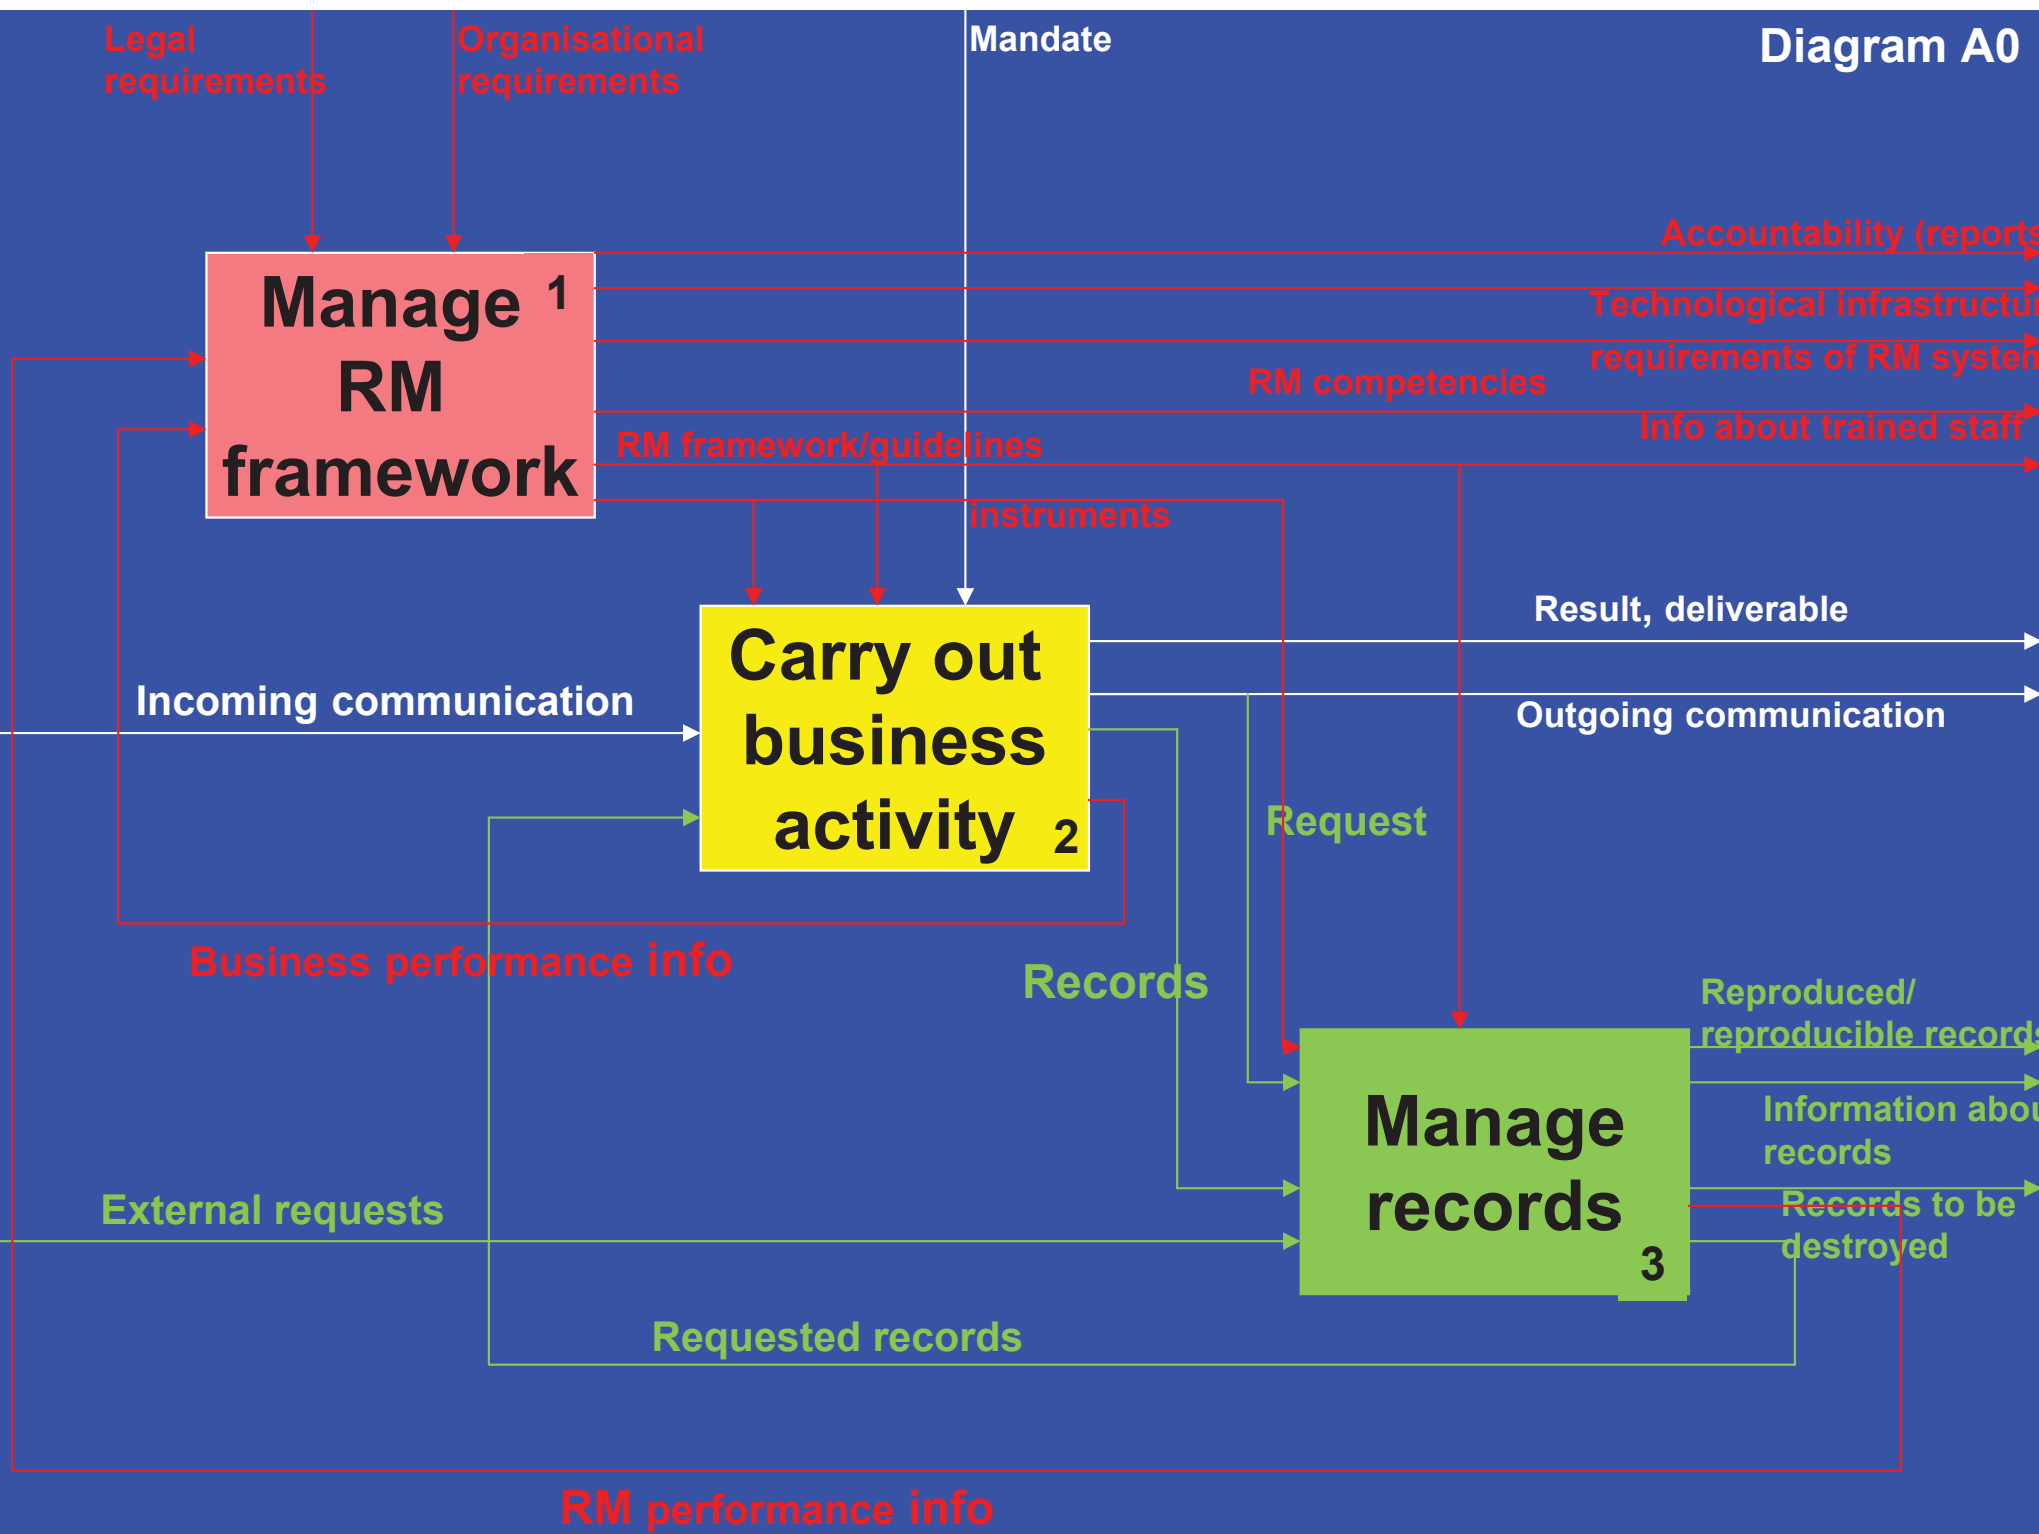 Legal
requirements
Organisational
requirements
Mandate
Diagram A0
Accountability (reports
Manage 1
RM
framework
Technological infrastructur
requirements of RM system
RM competencies
Info about trained staff
RM framework/guidelines
instruments
Carry out
business
activity 2
Result, deliverable
Incoming communication
Outgoing communication
Request
Business performance info
Records
Reproduced/
reproducible records
Manage
records
3
Information abou
records
External requests
Records to be
destroyed
Requested records
RM performance info